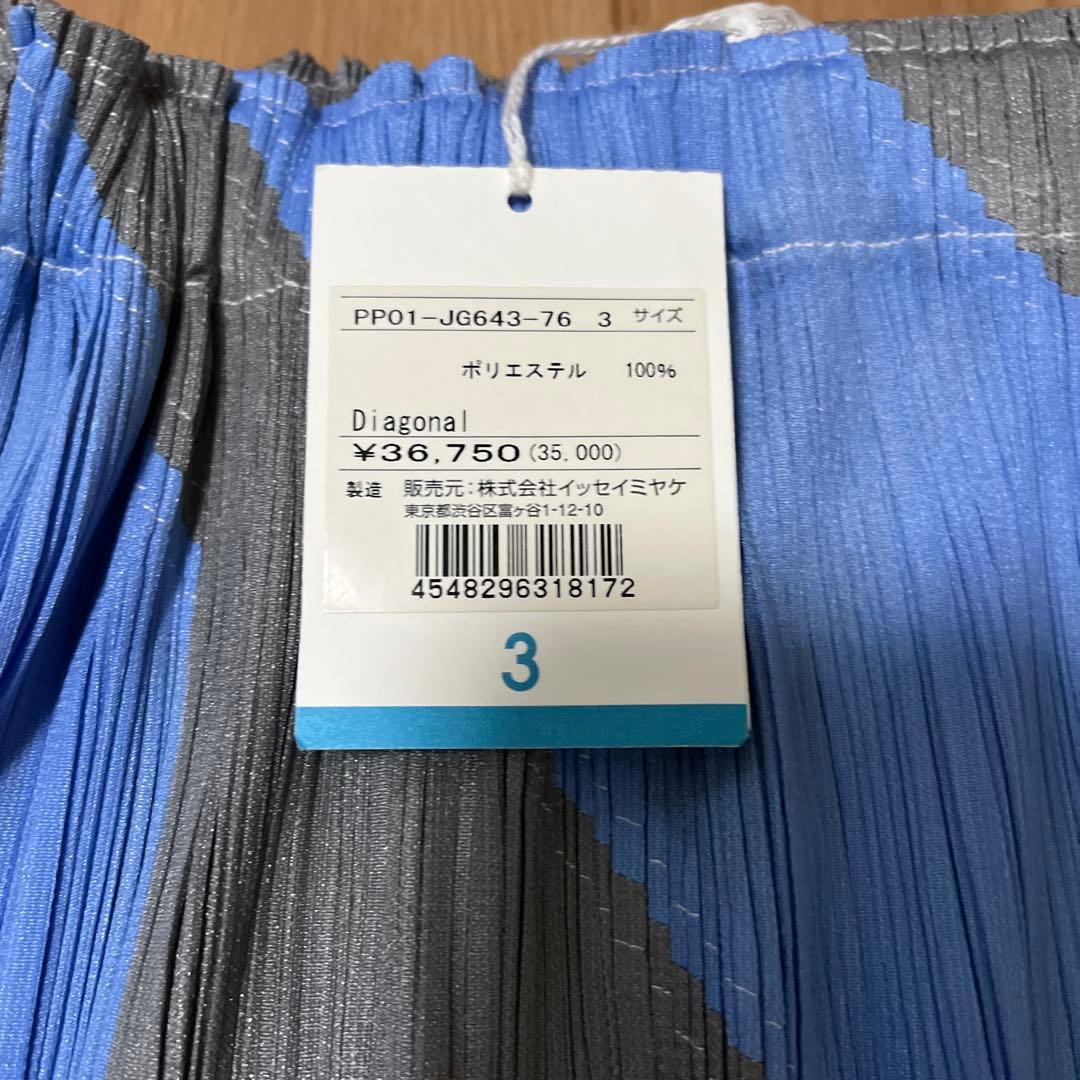 PP01-JG643-76 3 サイズ
ポリエステル 100%
Diagonal
¥36,750(35,000)
製造 販売元:株式会社イッセイミヤケ
東京都渋谷区富ヶ谷1-12-10
4548296318172
3